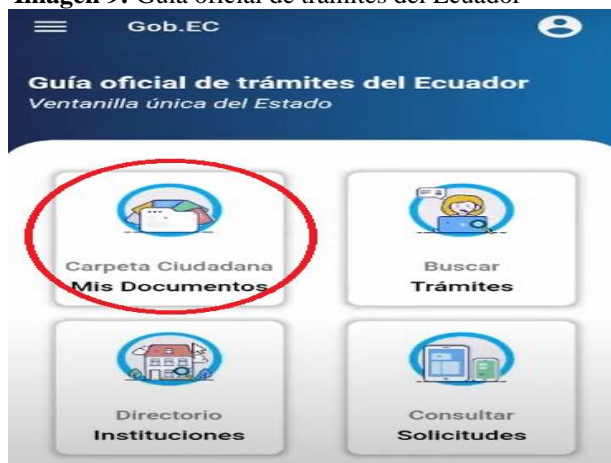 Imagen 9: Guía oficial de trámites del Ecuador
Gob.EC
Guía oficial de trámites del Ecuador
Ventanilla única del Estado
Carpeta Ciudadana
Mis Documentos
Buscar
Trámites
Directorio
Instituciones
Consultar
Solicitudes